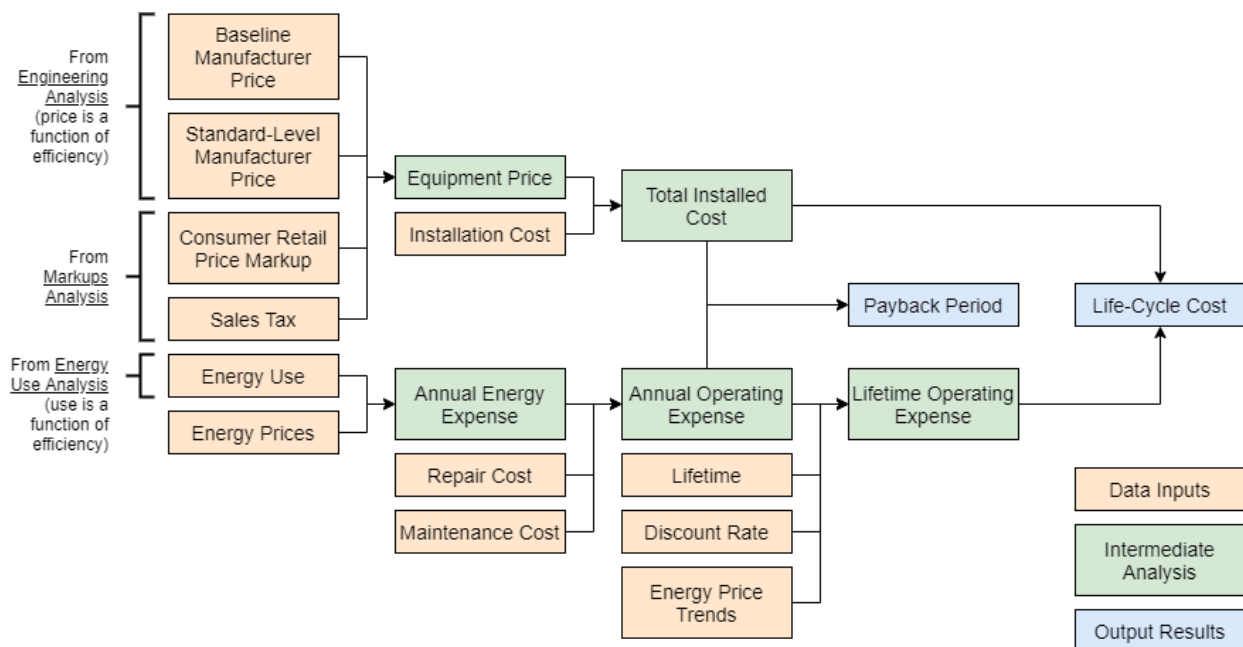 From
Engineering
Analysis
(price is a
function of
efficiency)
Baseline
Manufacturer
Price
Standard-Level
Manufacturer
Price
From
Markups
Analysis
Consumer Retail
Price Markup
Sales Tax
From Energy
Use Analysis
(use is a
function of
efficiency)
Energy Use
Energy Prices
Equipment Price
Installation Cost
Total Installed
Cost
Payback Period
Life-Cycle Cost
Annual Energy
Expense
Repair Cost
Maintenance Cost
Annual Operating
Expense
Lifetime
Discount Rate
Energy Price
Trends
Lifetime Operating
Expense
Data Inputs
Intermediate
Analysis
Output Results